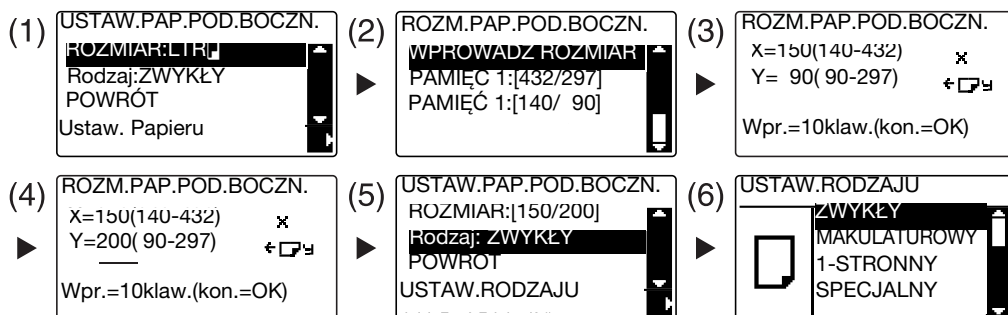 (1)
USTAW.PAP.POD.BOCZN.
ROZMIAR:LTR
Rodzaj:ZWYKŁY
POWRÓT
Ustaw. Papieru
(2)
ROZM.PAP.POD.BOCZN.
WPROWADZ ROZMIAR
PAMIĘĆ 1:[432/297]
PAMIĘĆ 1:[140/ 90]
(3)
ROZM.PAP.POD.BOCZN.
X=150(140-432)
X
Y= 90( 90-297)
Y
Wpr.=10klaw.(kon.=OK)
(4)
ROZM.PAP.POD.BOCZN.
X=150(140-432)
X
Y=200( 90-297)
Y
Wpr.=10klaw.(kon.=OK)
(5)
USTAW.PAP.POD.BOCZN.
ROZMIAR:[150/200]
Rodzaj: ZWYKŁY
POWRÓT
USTAW.RODZAJU
(6)
USTAW.RODZAJU
ZWYKŁY
MAKULATUROWY
1-STRONNY
SPECJALNY